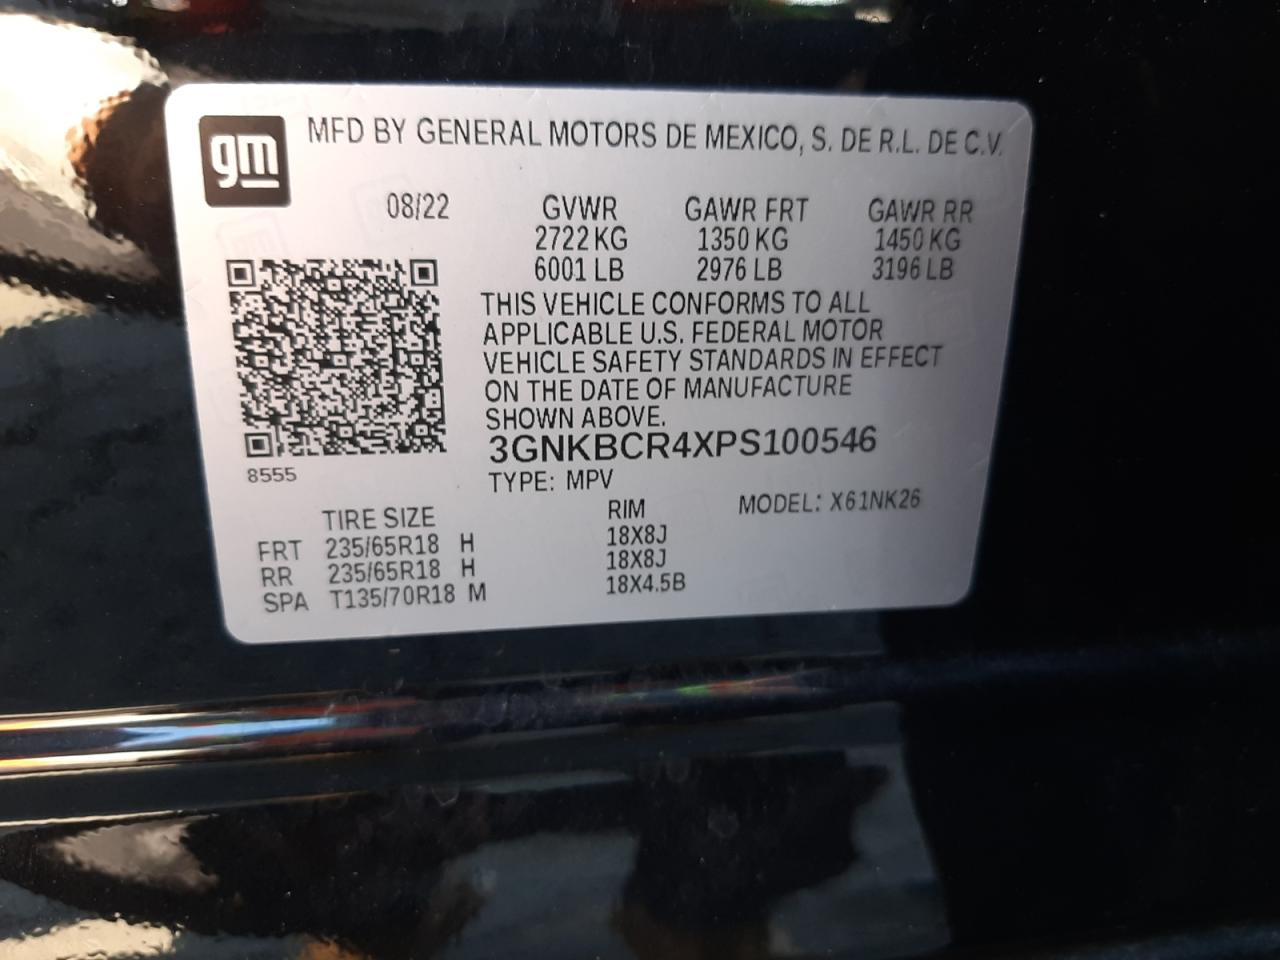 gm MFD BY GENERAL MOTORS DE MEXICO, S. DE R.L. DE C.V.
08/22 GVWR GAWR FRT GAWR RR
2722 KG 1350 KG 1450 KG
6001 LB 2976 LB 3196 LB
THIS VEHICLE CONFORMS TO ALL
APPLICABLE U.S. FEDERAL MOTOR
VEHICLE SAFETY STANDARDS IN EFFECT
ON THE DATE OF MANUFACTURE
SHOWN ABOVE.
3GNKBCR4XPS100546
8555
TYPE: MPV
MODEL: X61NK26
TIRE SIZE RIM
FRT 235/65R18 H 18X8J
RR 235/65R18 H 18X8J
SPA T135/70R18 M 18X4.5B